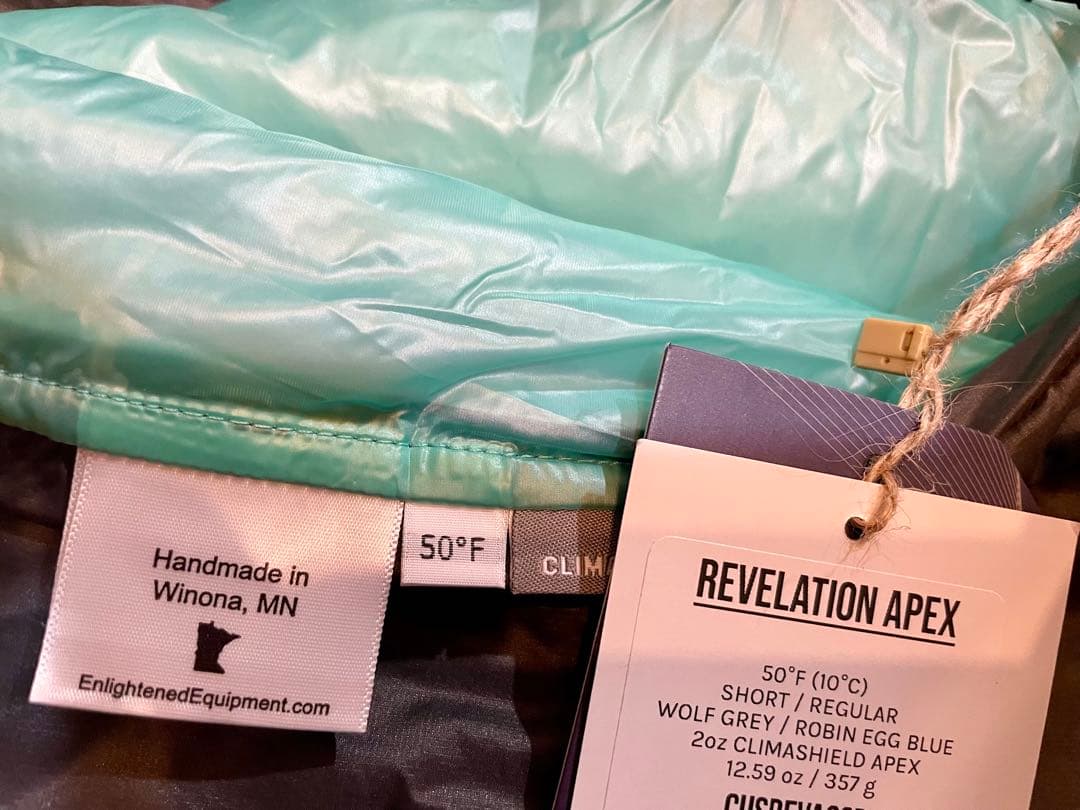 Handmade in
Winona, MN
EnlightenedEquipment.com
50°F
REVELATION APEX
50°F (10°C)
SHORT / REGULAR
WOLF GREY / ROBIN EGG BLUE
2oz CLIMASHIELD APEX
12.59 oz / 357 g